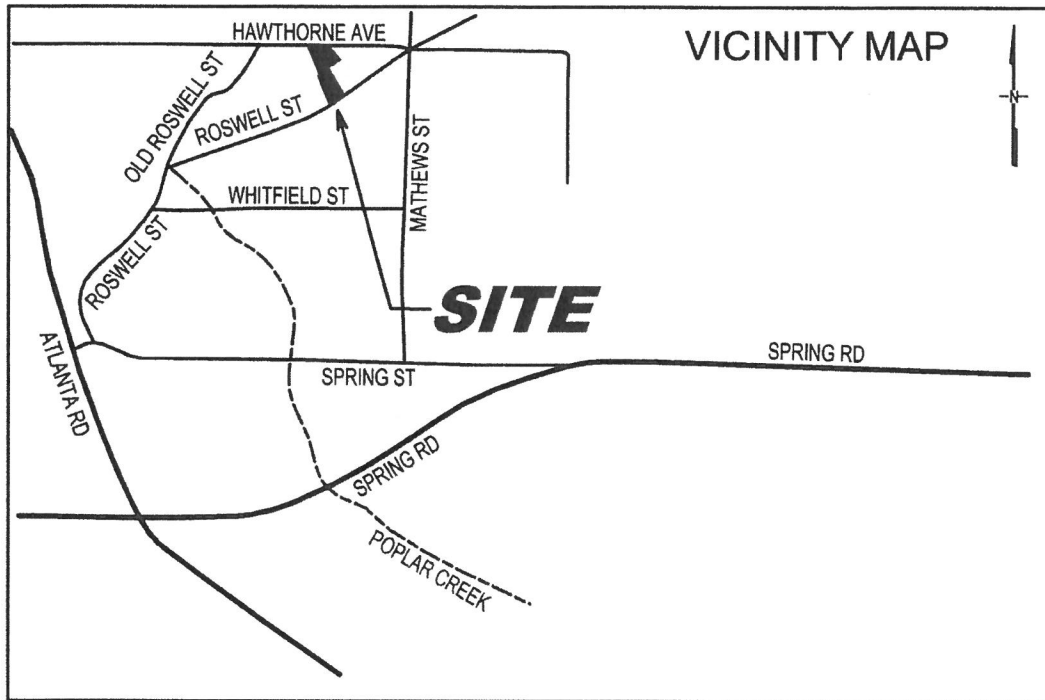 HAWTHORNE AVE
VICINITY MAP
N
OLD ROSWELL ST
ROSWELL ST
MATHEWS ST
WHITFIELD ST
ROSWELL ST
SITE
ATLANTA RD
SPRING ST
SPRING RD
SPRING RD
POPLAR CREEK